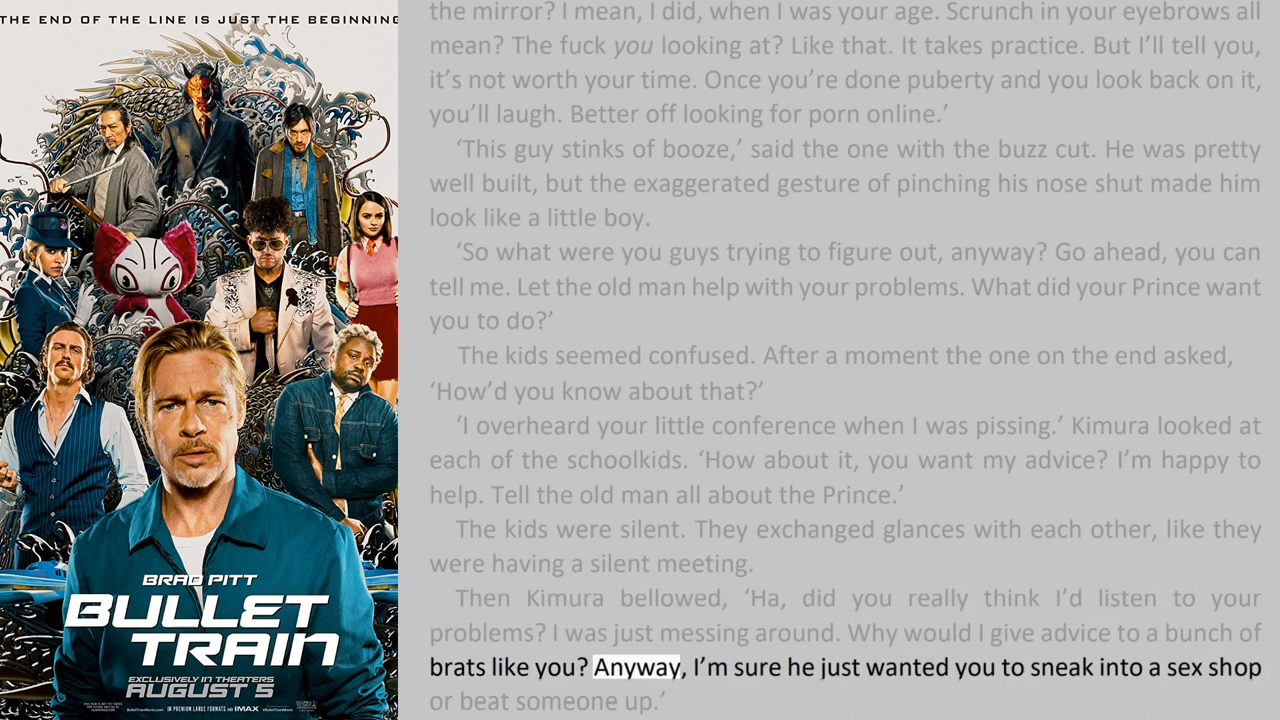 THE END OF THE LINE IS JUST THE BEGINNING
BRAD PITT
BULLET
TRAIN
EXCLUSIVELY IN THEATERS
AUGUST 5
IN PREMIUM LARGE FORMATS and IMAX
the mirror? I mean, I did, when I was your age. Scrunch in your eyebrows all
mean? The fuck you looking at? Like that. It takes practice. But I’ll tell you,
it’s not worth your time. Once you’re done puberty and you look back on it,
you’ll laugh. Better off looking for porn online.’
‘This guy stinks of booze,’ said the one with the buzz cut. He was pretty
well built, but the exaggerated gesture of pinching his nose shut made him
look like a little boy.
‘So what were you guys trying to figure out, anyway? Go ahead, you can
tell me. Let the old man help with your problems. What did your Prince want
you to do?’
The kids seemed confused. After a moment the one on the end asked,
‘How’d you know about that?’
‘I overheard your little conference when I was pissing.’ Kimura looked at
each of the schoolkids. ‘How about it, you want my advice? I’m happy to
help. Tell the old man all about the Prince.’
The kids were silent. They exchanged glances with each other, like they
were having a silent meeting.
Then Kimura bellowed, ‘Ha, did you really think I’d listen to your
problems? I was just messing around. Why would I give advice to a bunch of
brats like you? Anyway, I’m sure he just wanted you to sneak into a sex shop
or beat someone up.’